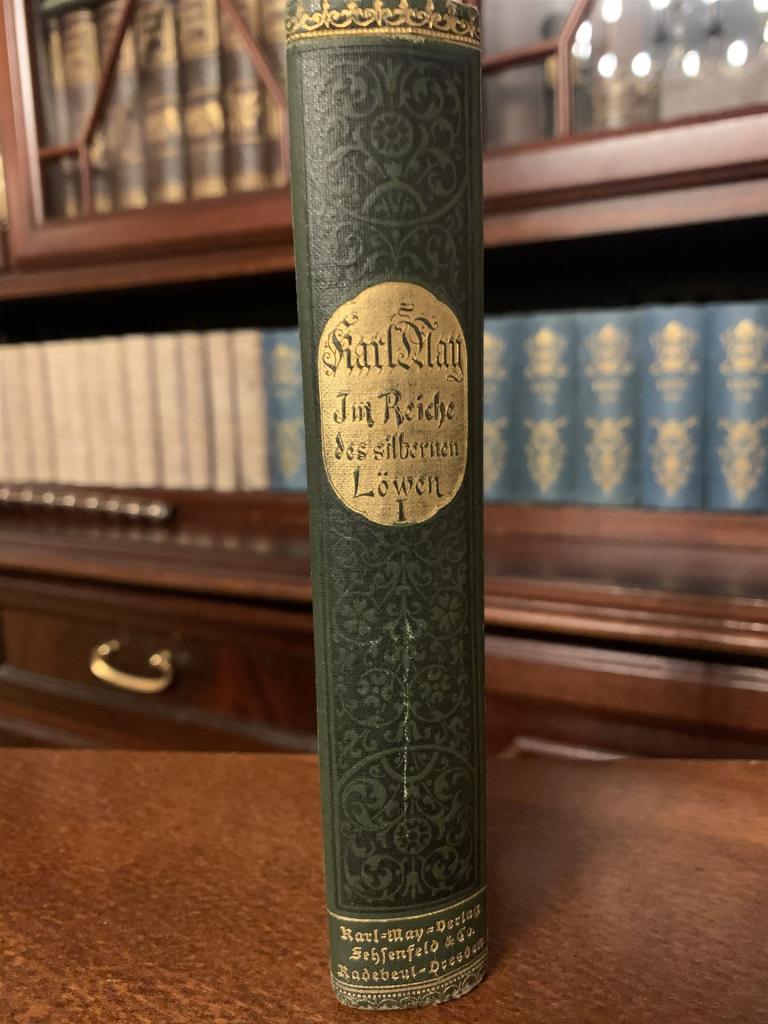 Karl May
Im Reiche
des silbernen
Löwen
I
Karl-May-Verlag
Fehsenfeld & Co.
Radebeul-Dresden